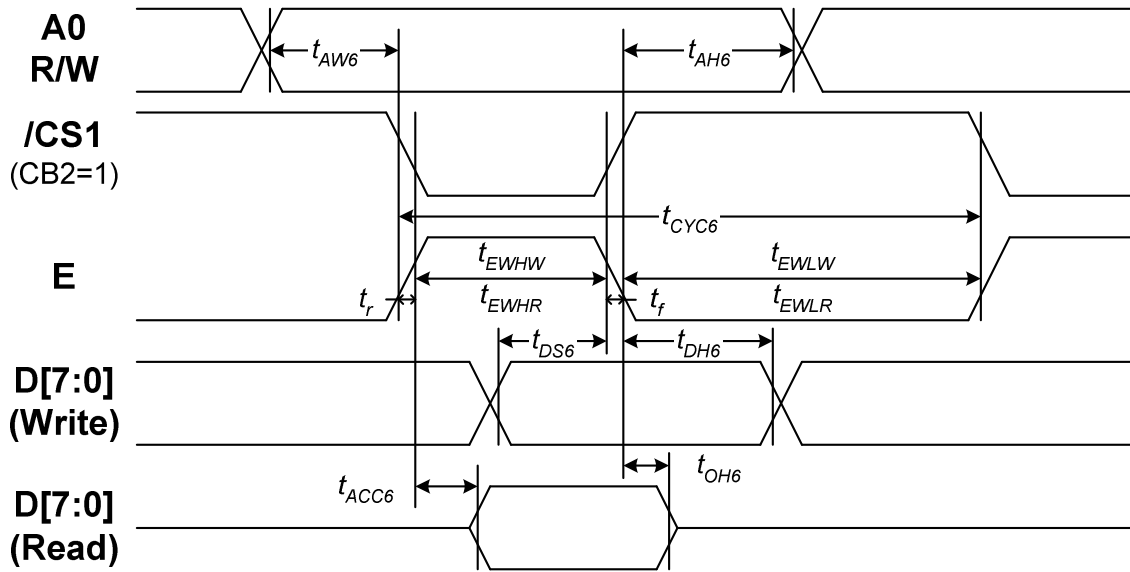 A0
R/W
t_AW6
t_AH6
/CS1
(CB2=1)
t_CYC6
E
t_EWHW
t_EWLW
t_r
t_EWHR
t_f
t_EWLR
t_DS6
t_DH6
D[7:0]
(Write)
t_ACC6
t_OH6
D[7:0]
(Read)